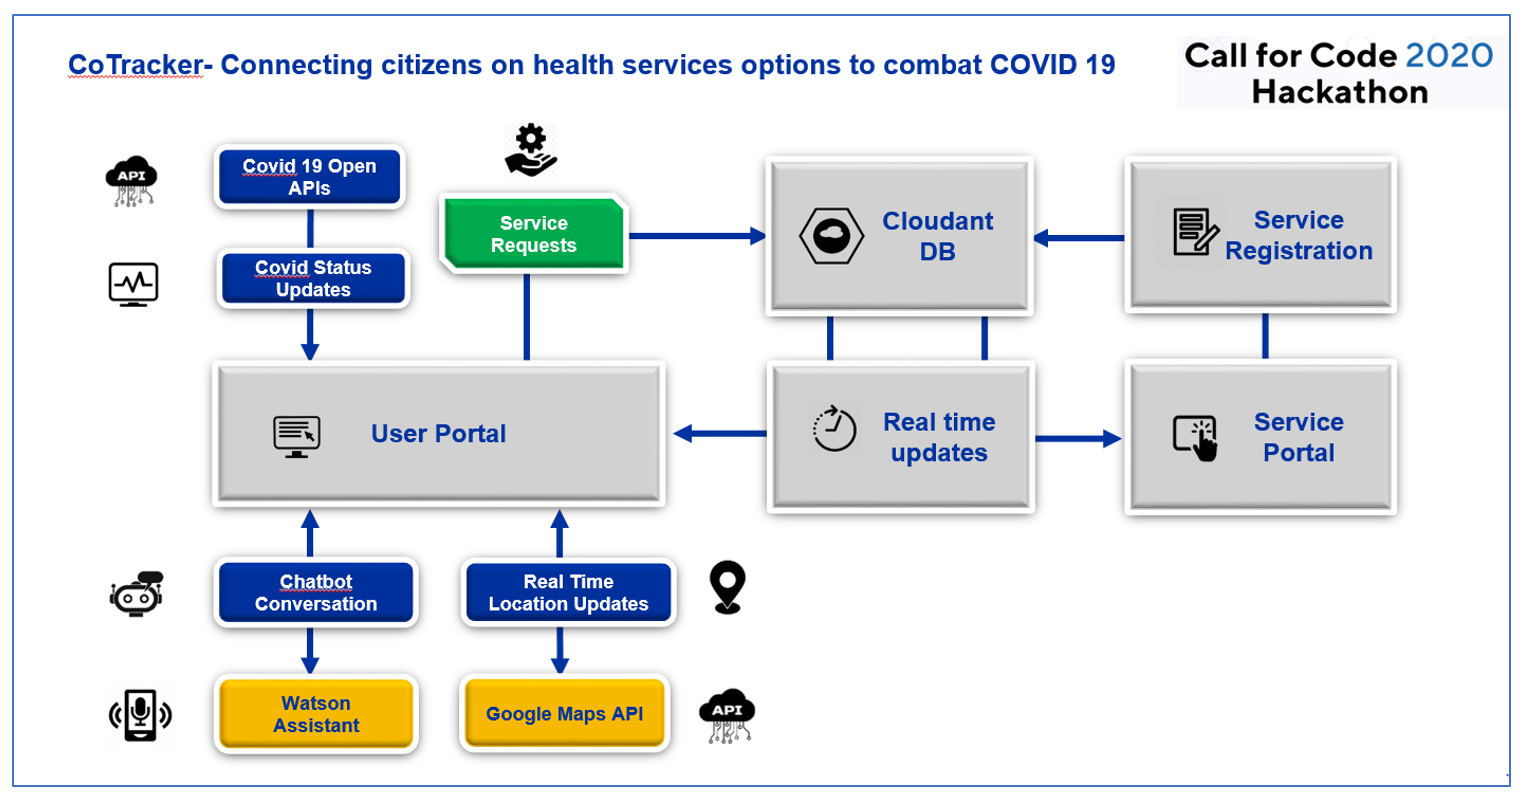 CoTracker- Connecting citizens on health services options to combat COVID 19
Call for Code 2020
Hackathon
API
Covid 19 Open
APIs
Service
Requests
Cloudant
DB
Service
Registration
Covid Status
Updates
User Portal
Real time
updates
Service
Portal
Chatbot
Conversation
Real Time
Location Updates
Watson
Assistant
Google Maps API
API